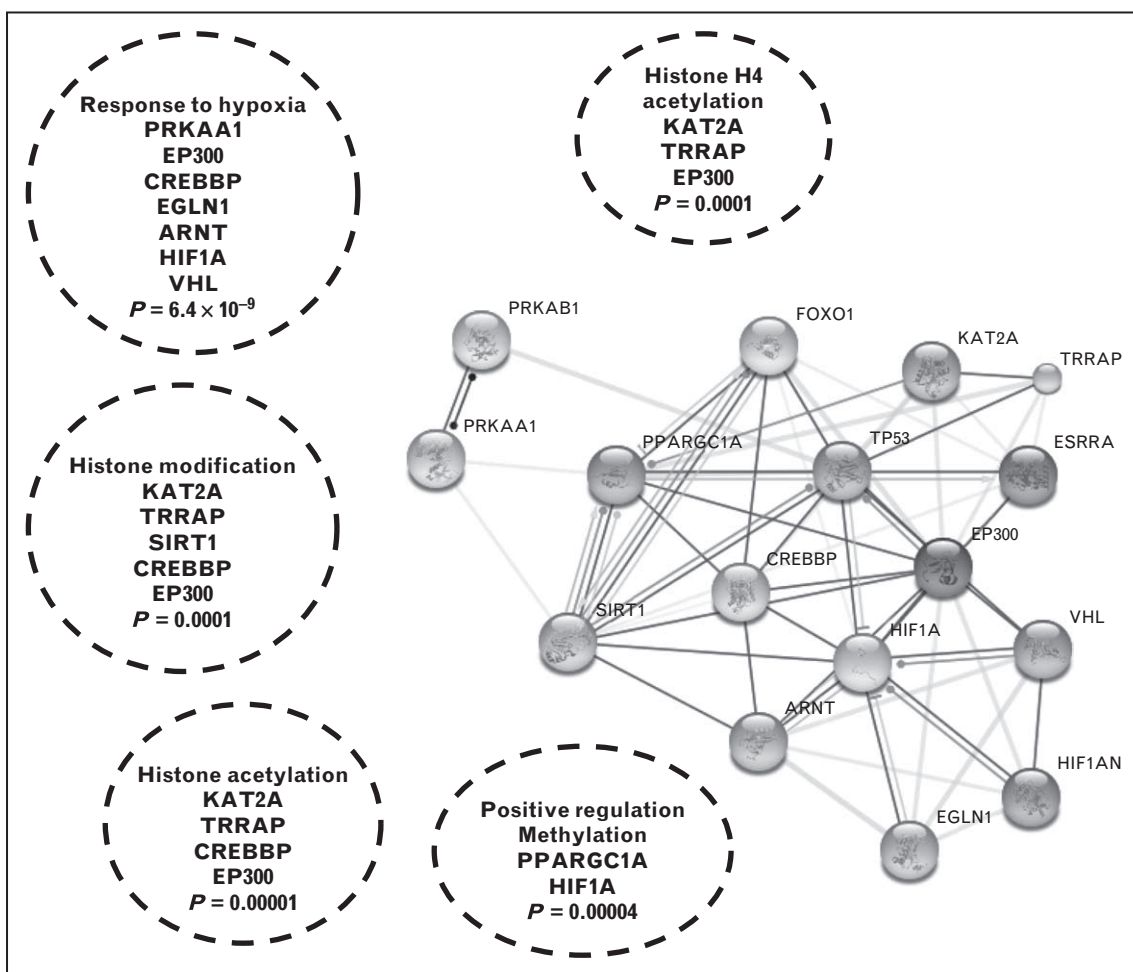 Response to hypoxia
PRKAA1
EP300
CREBBP
EGLN1
ARNT
HIF1A
VHL
P = 6.4 × 10⁻⁹
Histone H4
acetylation
KAT2A
TRRAP
EP300
P = 0.0001
Histone modification
KAT2A
TRRAP
SIRT1
CREBBP
EP300
P = 0.0001
Histone acetylation
KAT2A
TRRAP
CREBBP
EP300
P = 0.00001
Positive regulation
Methylation
PPARGC1A
HIF1A
P = 0.00004
PRKAB1
FOXO1
KAT2A
TRRAP
PRKAA1
PPARGC1A
TP53
ESRRA
EP300
CREBBP
SIRT1
HIF1A
VHL
ARNT
HIF1AN
EGLN1